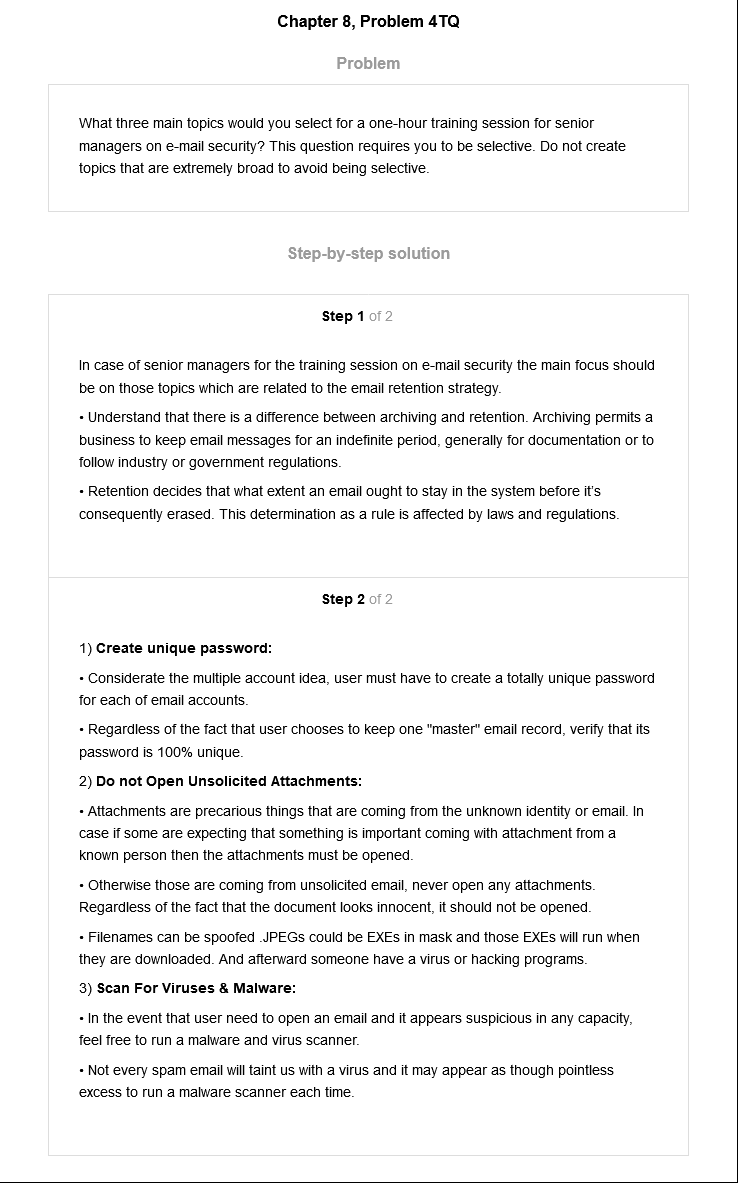 Chapter 8, Problem 4TQ
Problem
What three main topics would you select for a one-hour training session for senior
managers on e-mail security? This question requires you to be selective. Do not create
topics that are extremely broad to avoid being selective.
Step-by-step solution
Step 1 of 2
In case of senior managers for the training session on e-mail security the main focus should
be on those topics which are related to the email retention strategy.
• Understand that there is a difference between archiving and retention. Archiving permits a
business to keep email messages for an indefinite period, generally for documentation or to
follow industry or government regulations.
• Retention decides that what extent an email ought to stay in the system before it's
consequently erased. This determination as a rule is affected by laws and regulations.
Step 2 of 2
1) Create unique password:
• Considerate the multiple account idea, user must have to create a totally unique password
for each of email accounts.
• Regardless of the fact that user chooses to keep one "master" email record, verify that its
password is 100% unique.
2) Do not Open Unsolicited Attachments:
• Attachments are precarious things that are coming from the unknown identity or email. In
case if some are expecting that something is important coming with attachment from a
known person then the attachments must be opened.
• Otherwise those are coming from unsolicited email, never open any attachments.
Regardless of the fact that the document looks innocent, it should not be opened.
• Filenames can be spoofed .JPEGs could be EXEs in mask and those EXEs will run when
they are downloaded. And afterward someone have a virus or hacking programs.
3) Scan For Viruses & Malware:
• In the event that user need to open an email and it appears suspicious in any capacity,
feel free to run a malware and virus scanner.
• Not every spam email will taint us with a virus and it may appear as though pointless
excess to run a malware scanner each time.